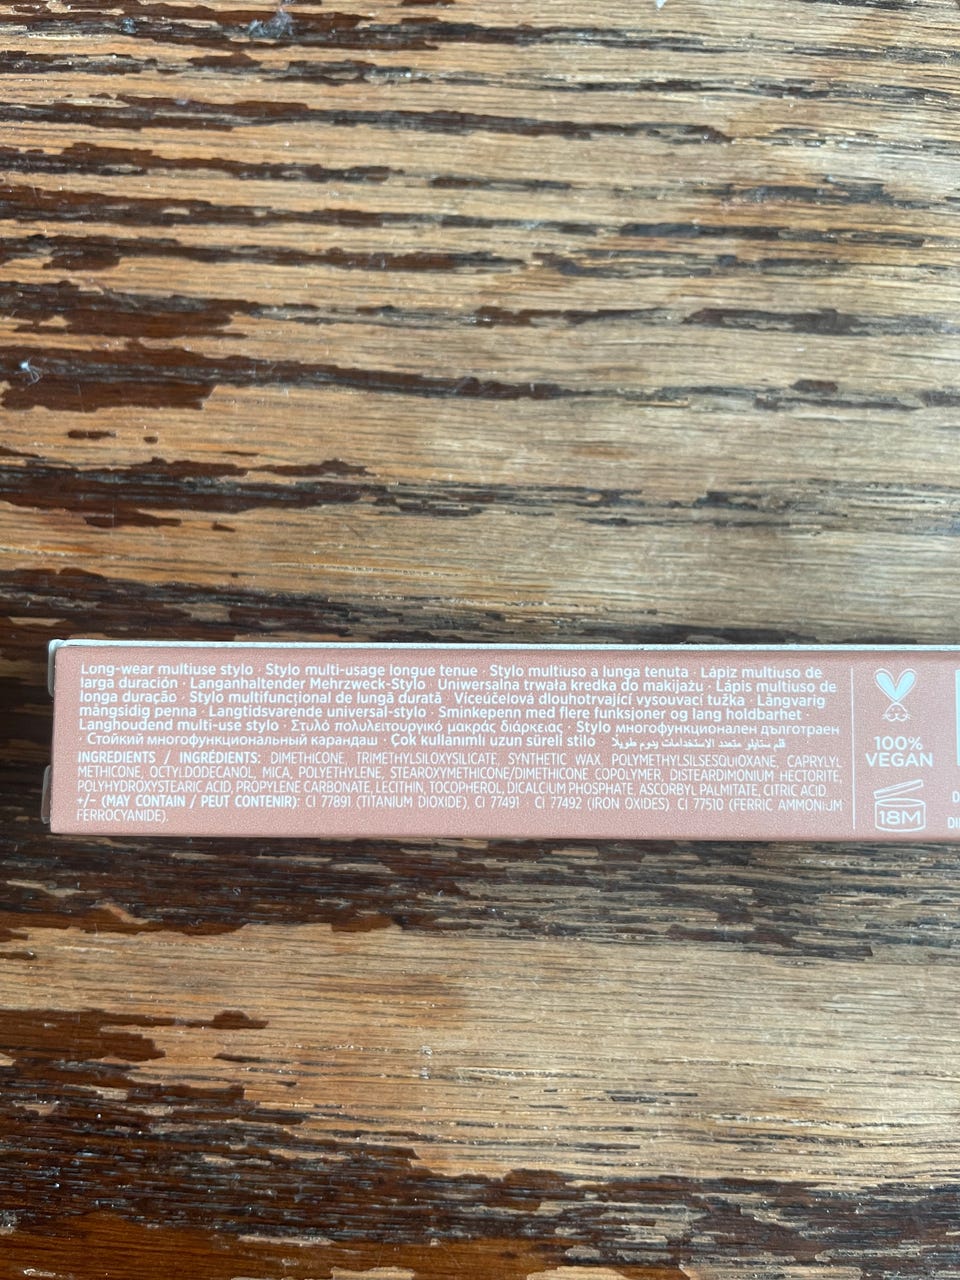 Long-wear multiuse stylo · Stylo multi-usage longue tenue · Stylo multiuso a lunga tenuta · Lápiz multiuso de
larga duración · Langanhaltender Mehrzweck-Stylo · Uniwersalna trwała kredka do makijażu · Lápis multiuso de
longa duração · Stylo multifuncțional de lungă durată · Víceúčelová dlouhotrvající vysouvací tužka · Långvarig
mångsidig penna · Langtidsvarende universal-stylo · Sminkepenn med flere funksjoner og lang holdbarhet ·
Langhoudend multi-use stylo · Στυλό πολυλειτουργικό μακράς διάρκειας · Stylo многофункционален дълготраен
· Стойкий многофункциональный карандаш · Çok kullanımlı uzun süreli stilo · قلم ستايلو متعدد الاستخدامات يدوم طويلاً
INGREDIENTS / INGRÉDIENTS: DIMETHICONE, TRIMETHYLSILOXYSILICATE, SYNTHETIC WAX, POLYMETHYLSILSESQUIOXANE, CAPRYLYL
METHICONE, OCTYLDODECANOL, MICA, POLYETHYLENE, STEAROXYMETHICONE/DIMETHICONE COPOLYMER, DISTEARDIMONIUM HECTORITE,
POLYHYDROXYSTEARIC ACID, PROPYLENE CARBONATE, LECITHIN, TOCOPHEROL, DICALCIUM PHOSPHATE, ASCORBYL PALMITATE, CITRIC ACID.
+/− (MAY CONTAIN / PEUT CONTENIR): CI 77891 (TITANIUM DIOXIDE), CI 77491 · CI 77492 (IRON OXIDES) CI 77510 (FERRIC AMMONIUM
FERROCYANIDE).
100%
VEGAN
18M